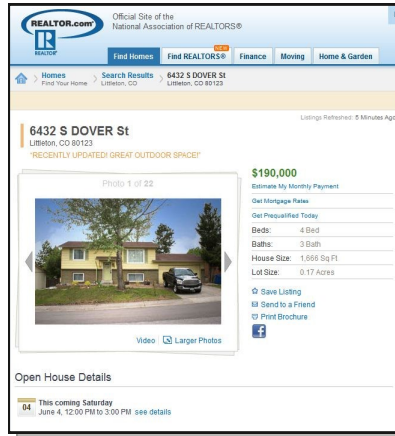 REALTOR.com®
REALTOR®
Official Site of the
National Association of REALTORS®
NEW
Find Homes
Find REALTORS®
Finance
Moving
Home & Garden
Homes
Find Your Home
Search Results
Littleton, CO
6432 S DOVER St
Littleton, CO 80123
Listings Refreshed: 5 Minutes Ago
6432 S DOVER St
Littleton, CO 80123
"RECENTLY UPDATED! GREAT OUTDOOR SPACE!"
Photo 1 of 22
$190,000
Estimate My Monthly Payment
Get Mortgage Rates
Get Prequalified Today
Beds: 4 Bed
Baths: 3 Bath
House Size: 1,666 Sq Ft
Lot Size: 0.17 Acres
Save Listing
Send to a Friend
Print Brochure
f
Video
Larger Photos
Open House Details
04
This coming Saturday
June 4, 12:00 PM to 3:00 PM see details